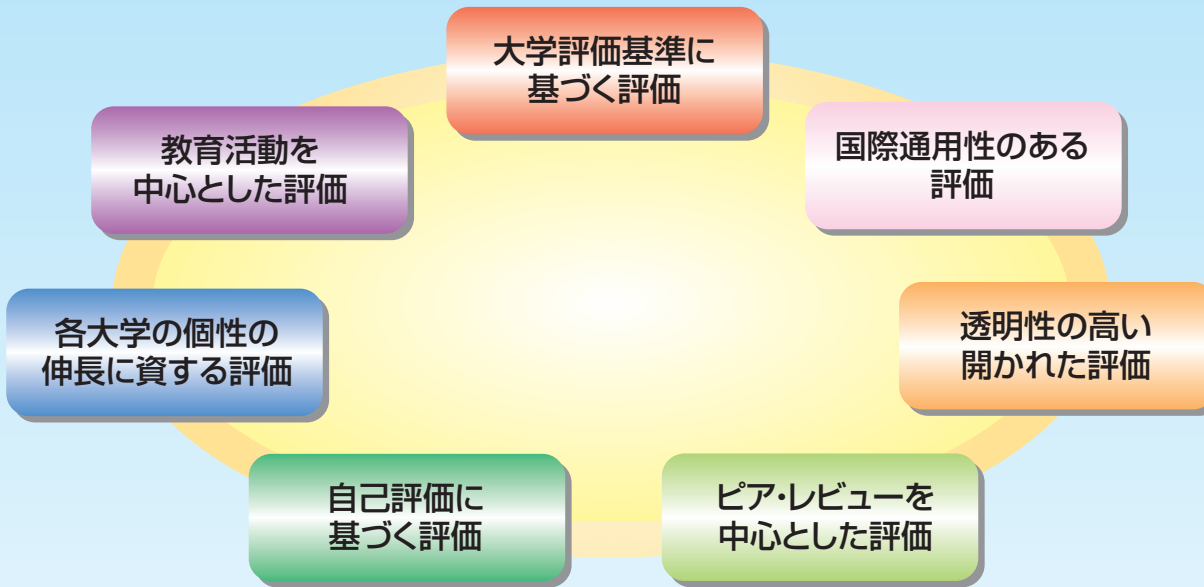 大学評価基準に
基づく評価
教育活動を
中心とした評価
国際通用性のある
評価
各大学の個性の
伸長に資する評価
透明性の高い
開かれた評価
自己評価に
基づく評価
ピア・レビューを
中心とした評価